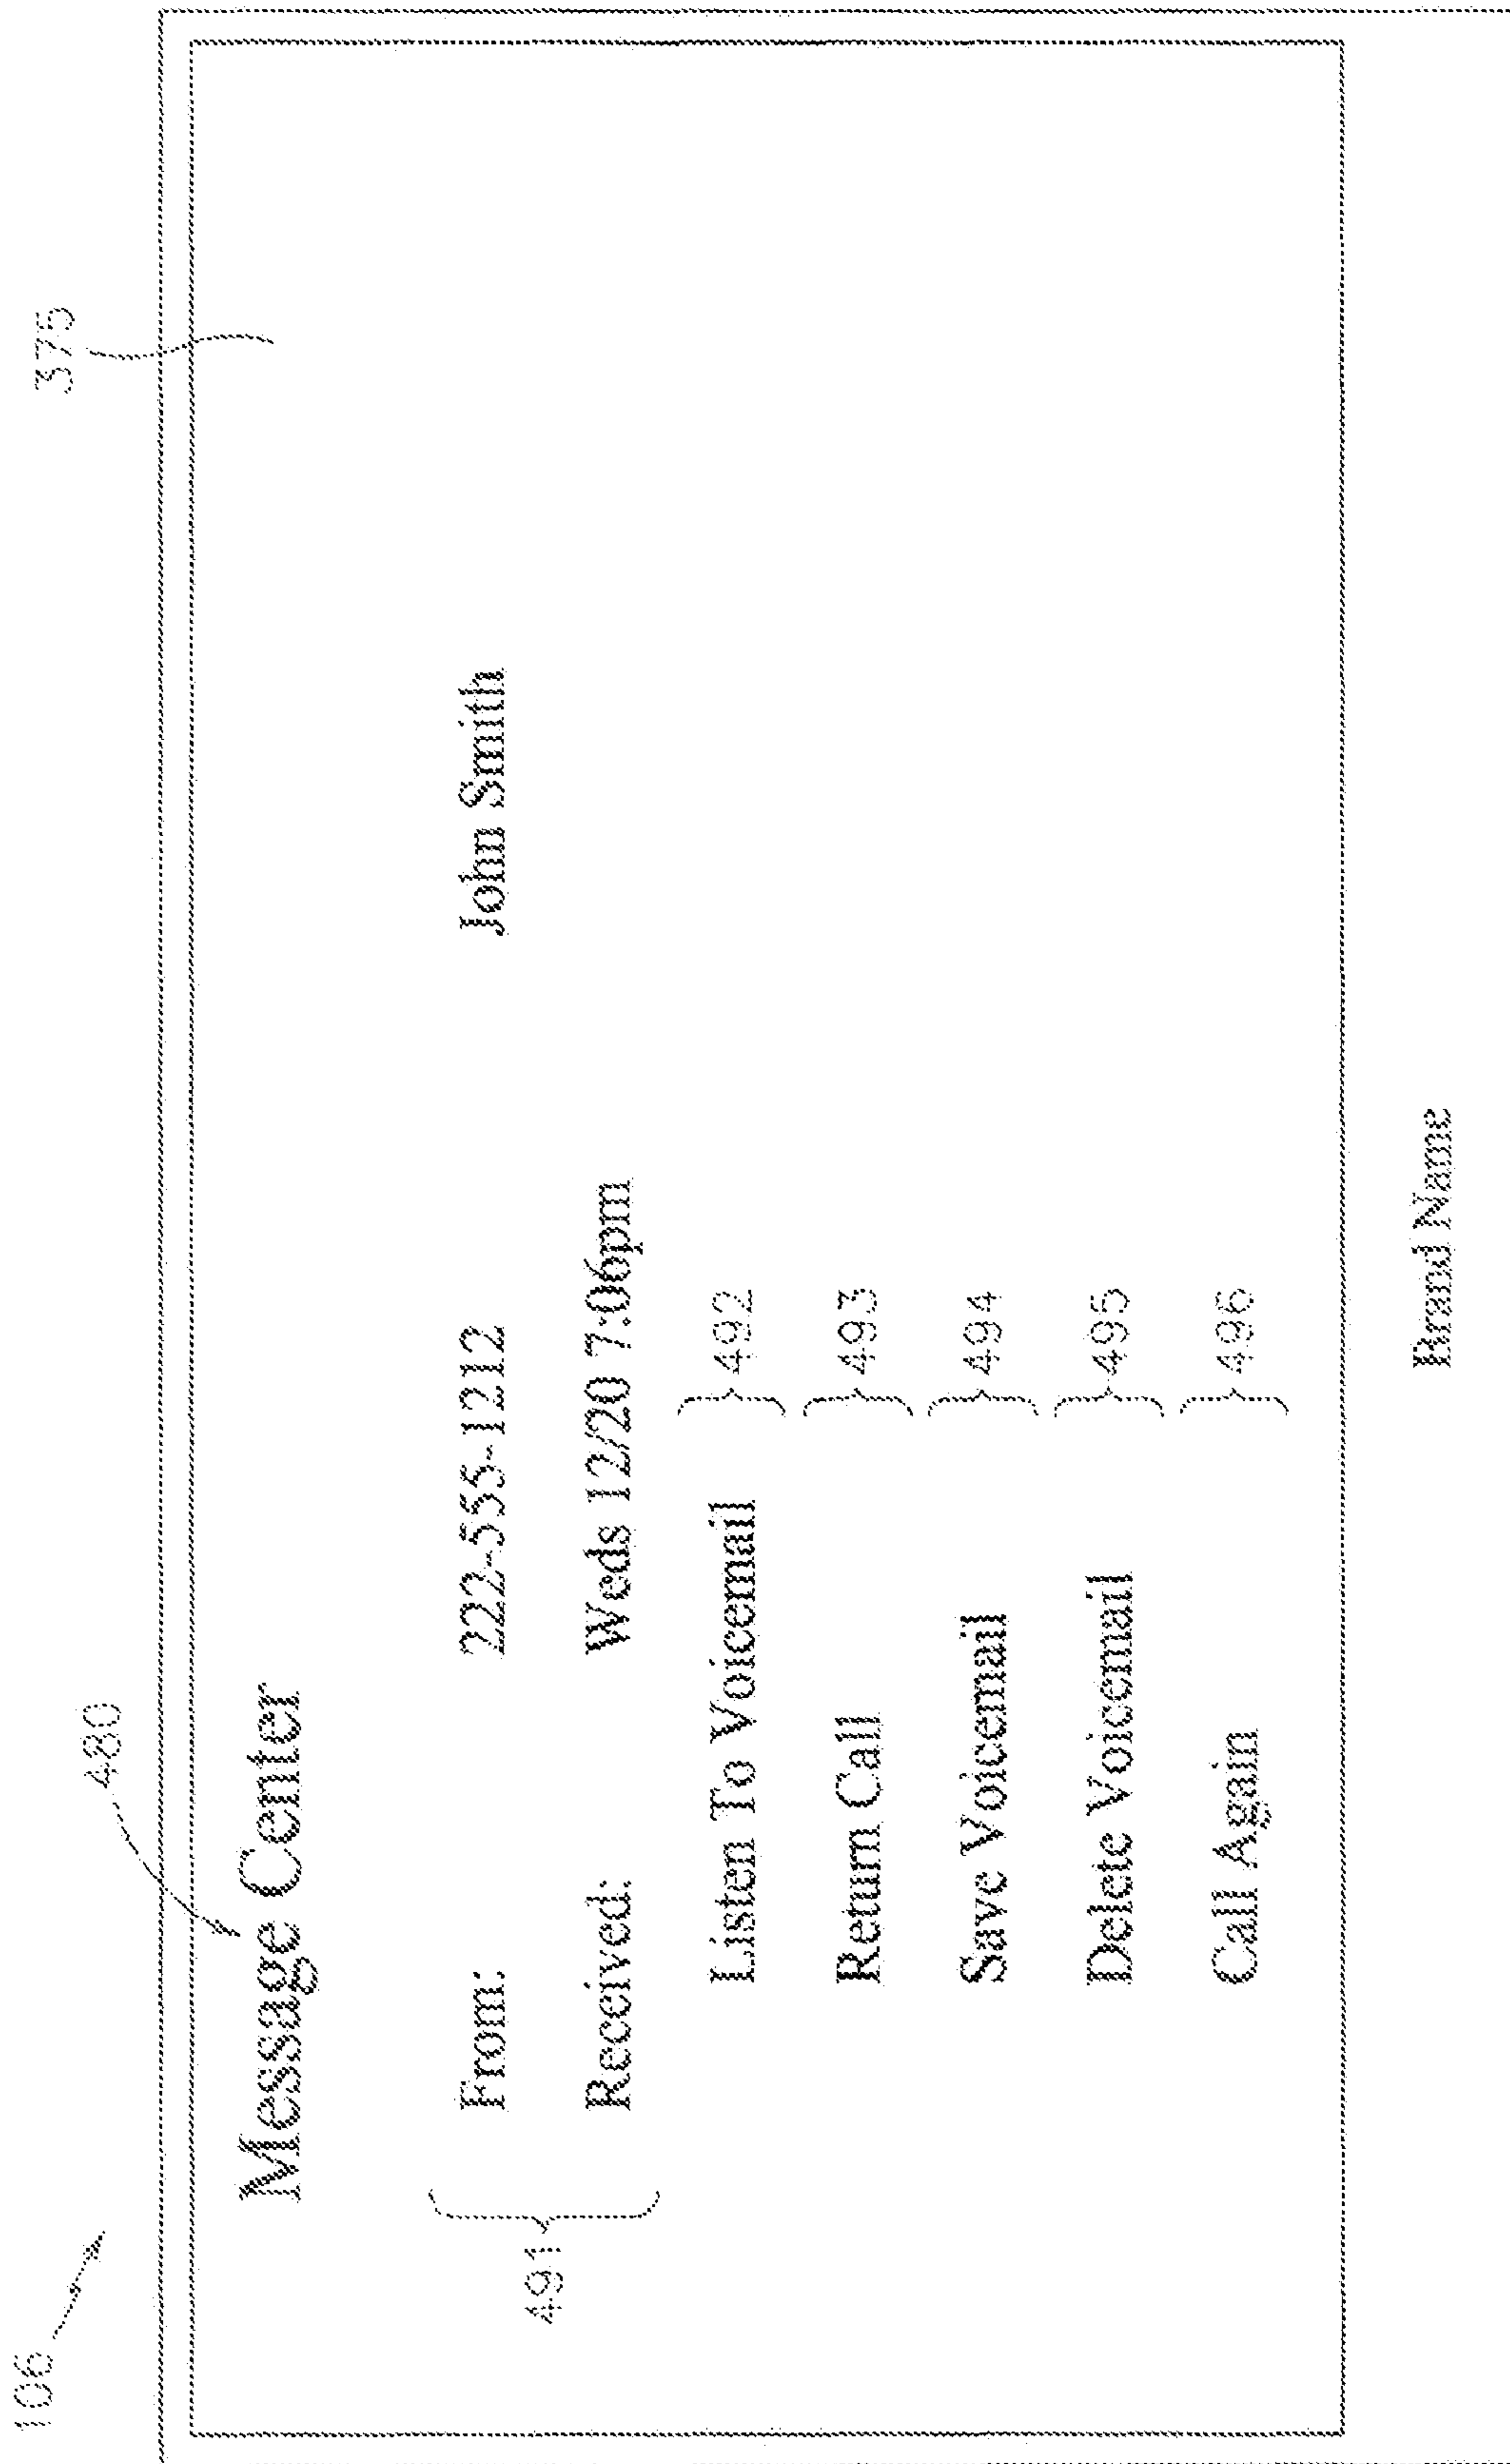 106
480
375
Message Center
491
From: 222-555-1212 John Smith
Received: Weds 12/20 7:06pm
Listen To Voicemail 492
Return Call 493
Save Voicemail 494
Delete Voicemail 495
Call Again 496
Brand Name